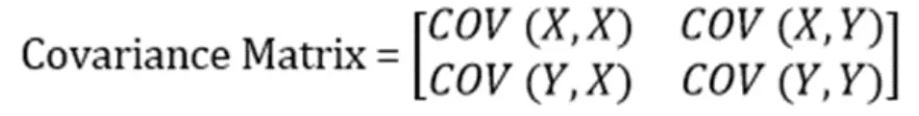 Covariance Matrix = [COV (X,X) COV (X,Y)
COV (Y,X) COV (Y,Y)]